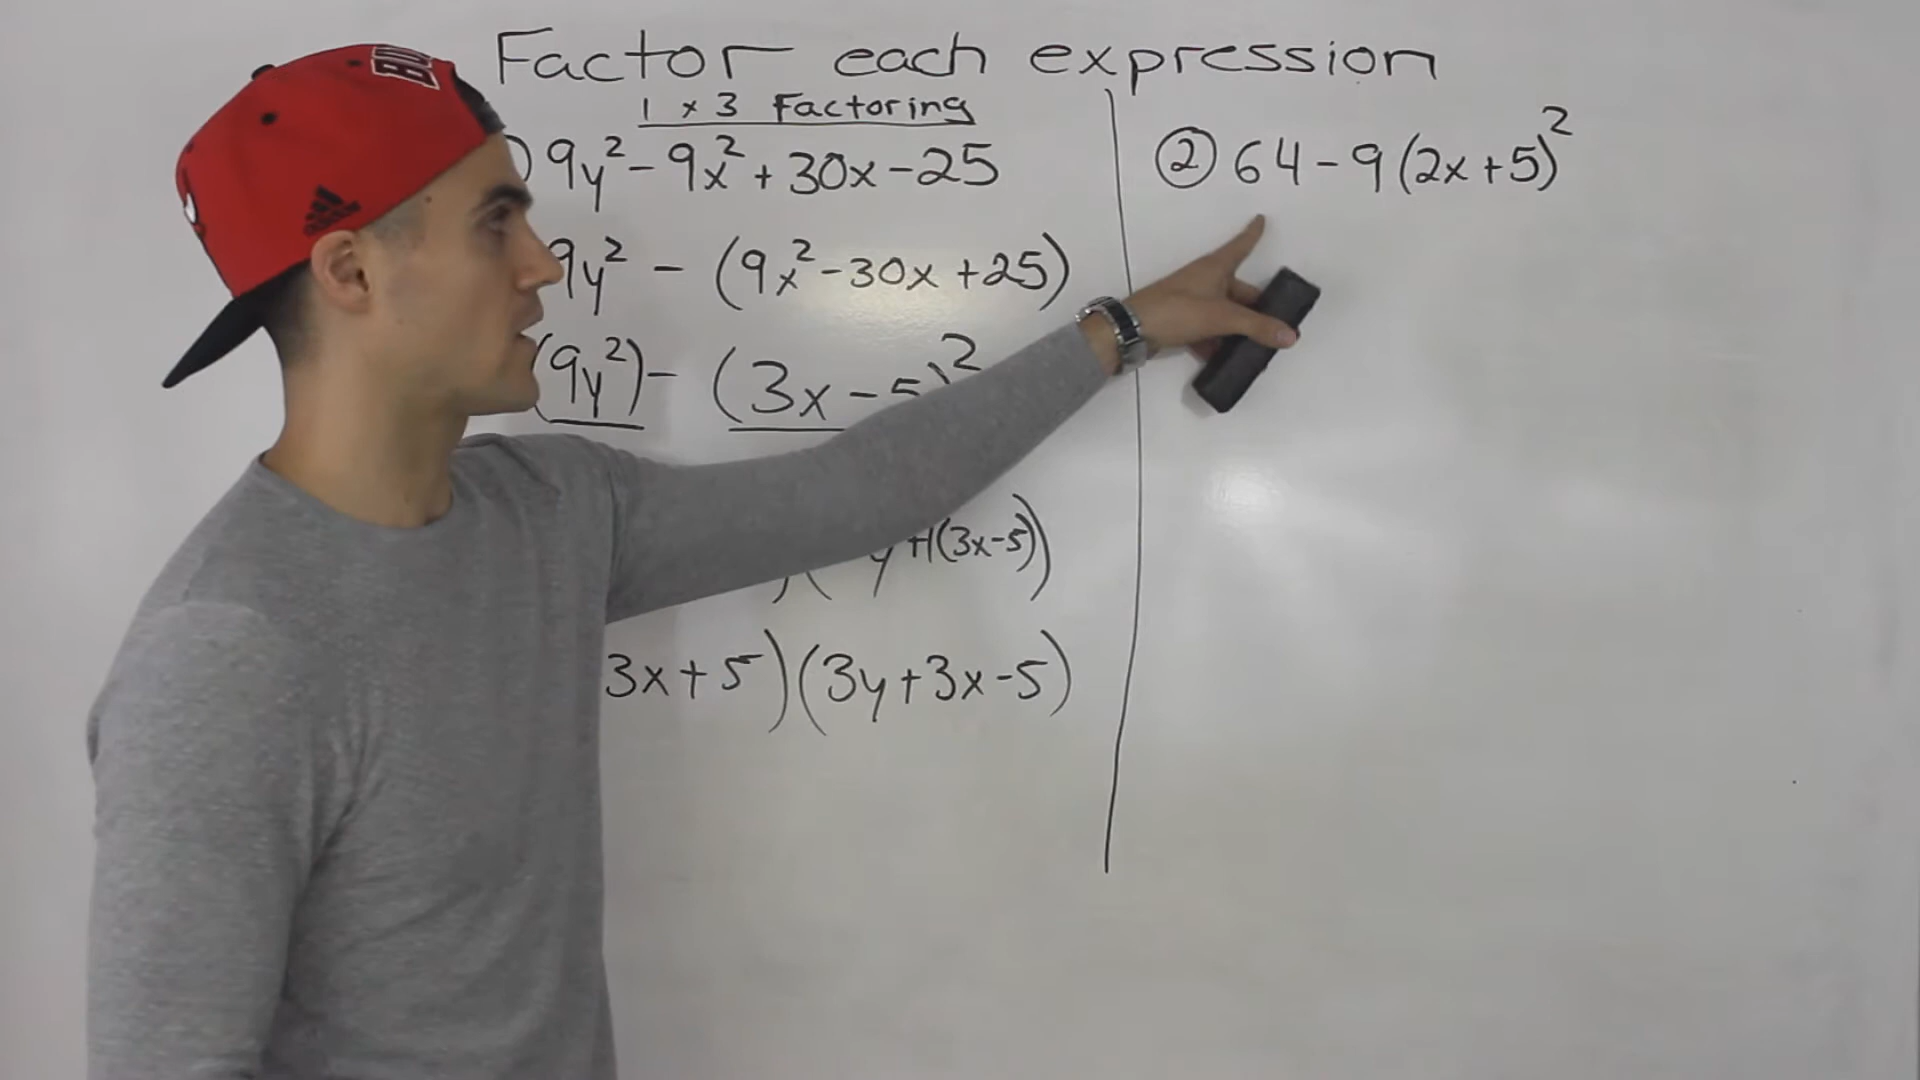 Factor each expression
1 x 3 Factoring
9y² - 9x² + 30x - 25
9y² - (9x² - 30x + 25)
(9y²) - (3x - 5)²
y + 1(3x - 5))
3x + 5)(3y + 3x - 5)
② 64 - 9(2x + 5)²